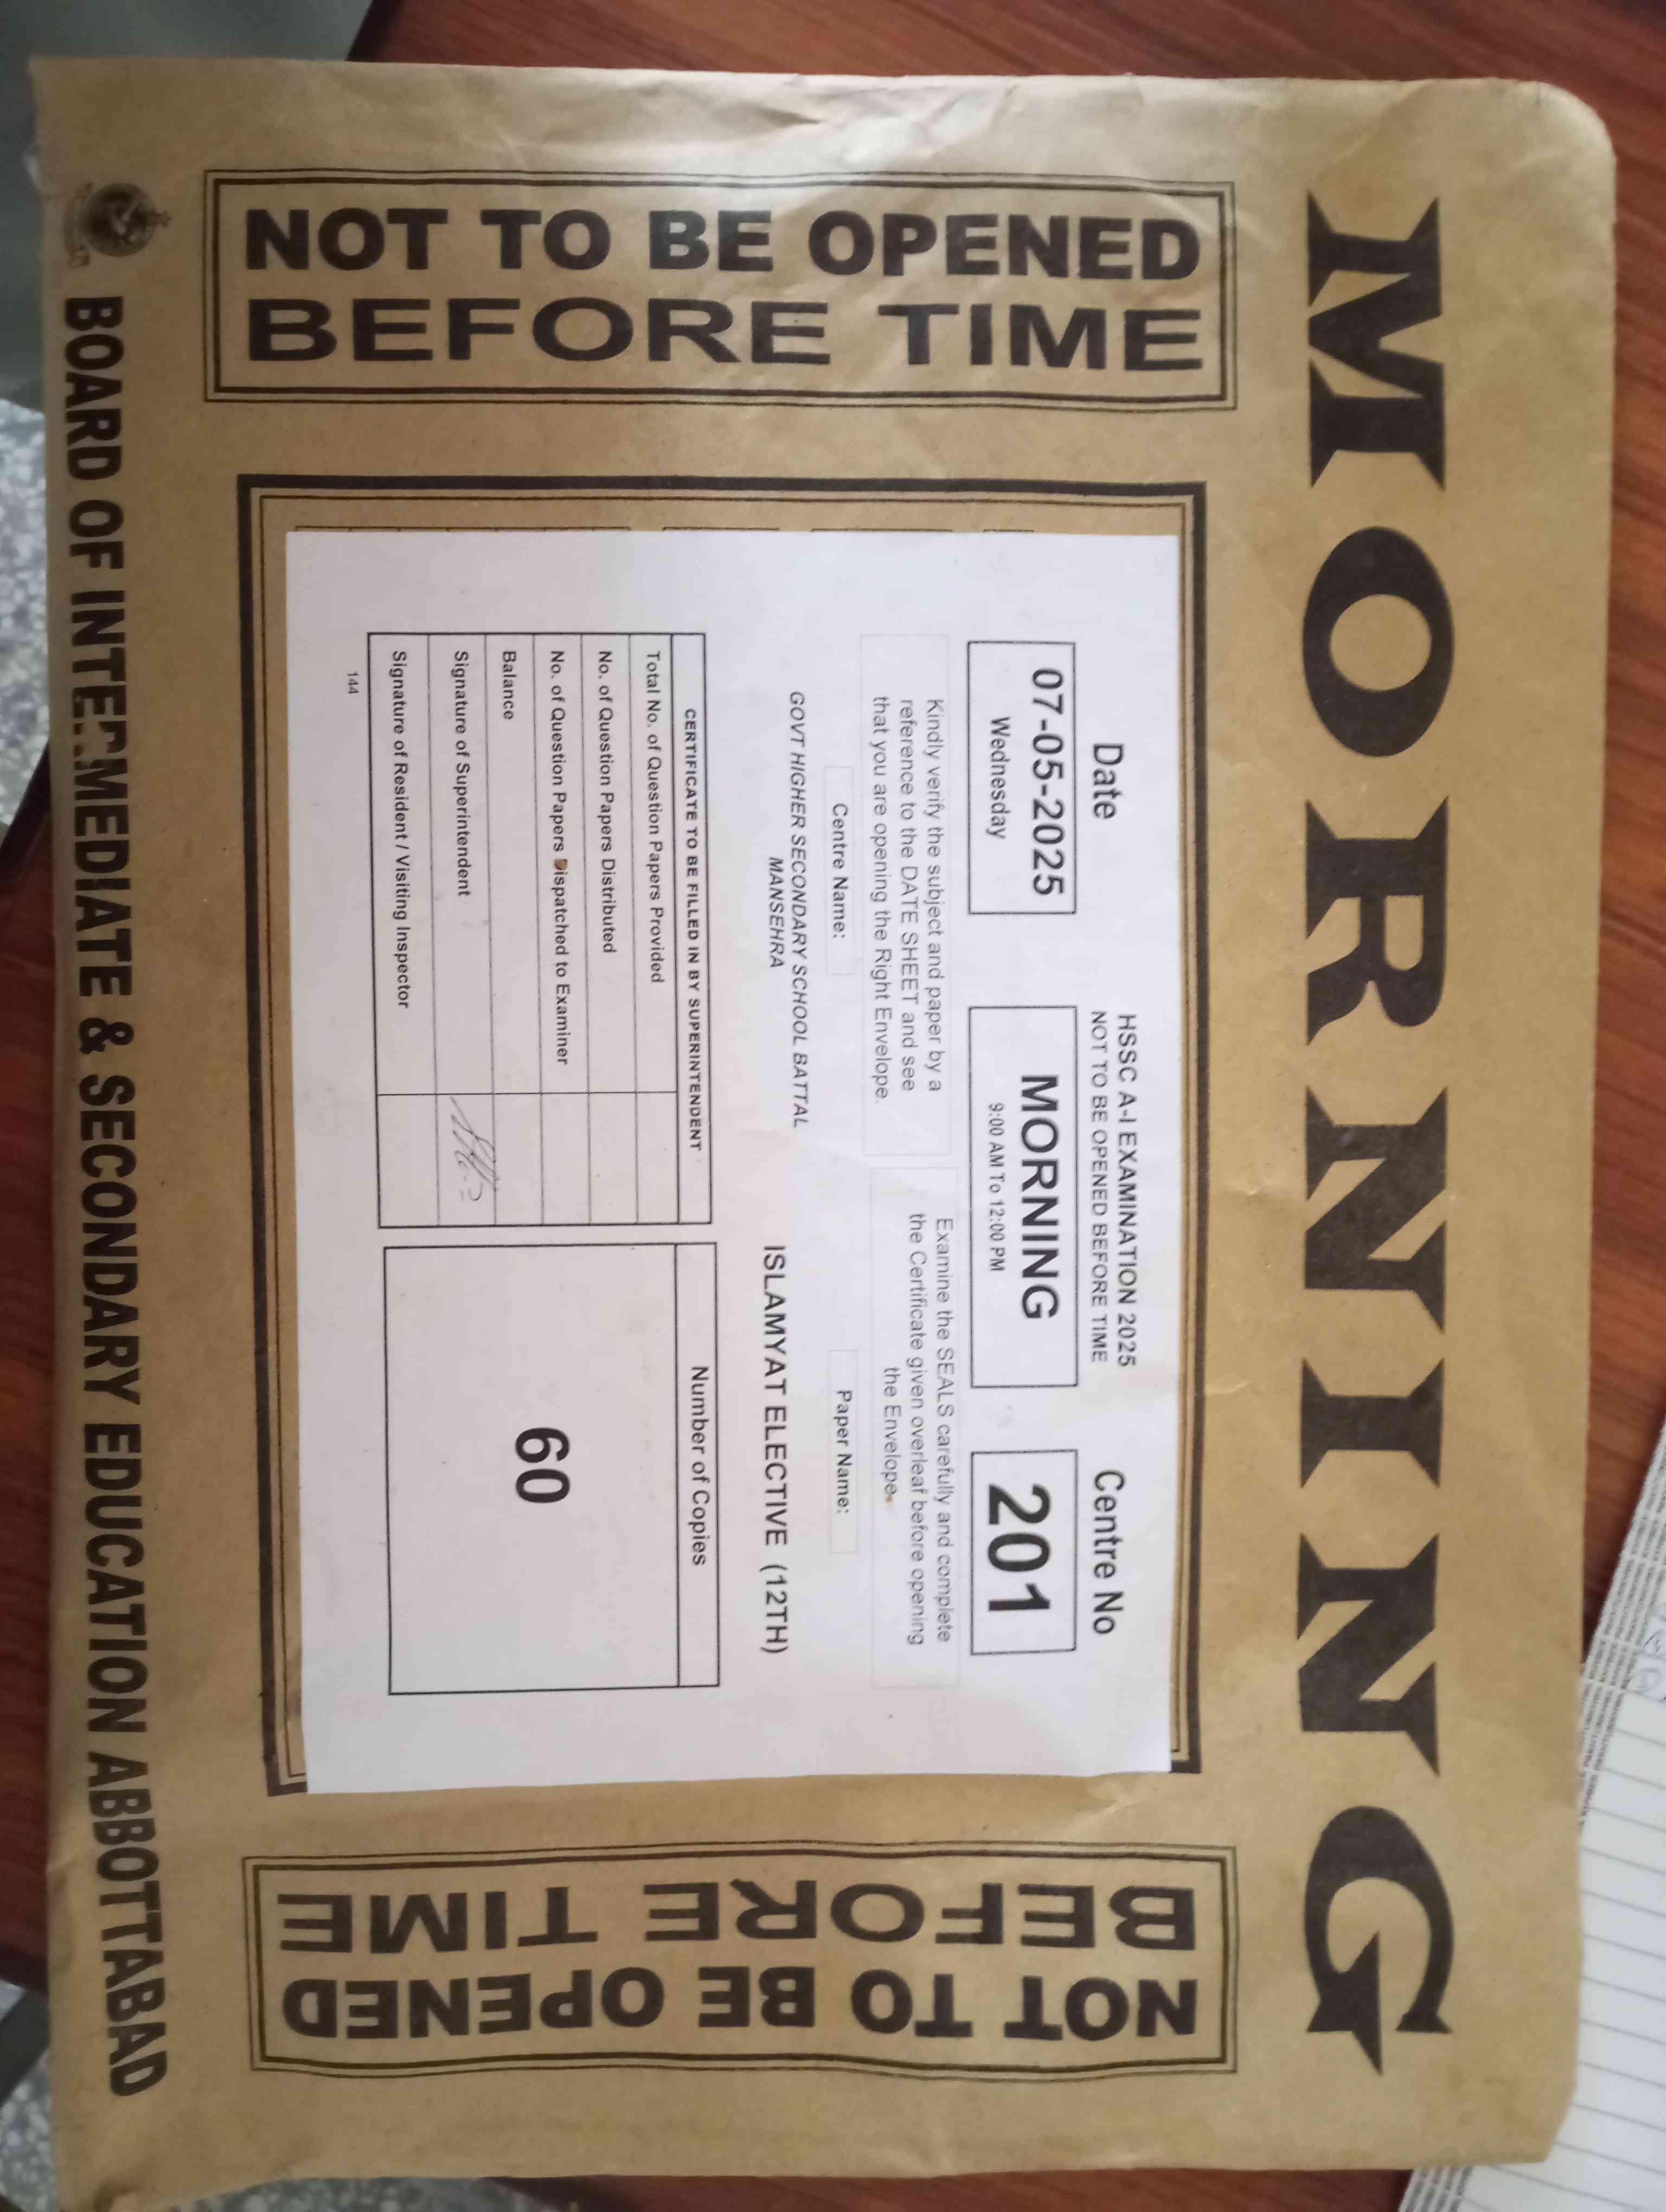 MORNING
NOT TO BE OPENED
BEFORE TIME
HSSC A-I EXAMINATION 2025
NOT TO BE OPENED BEFORE TIME
Date
Centre No
07-05-2025
Wednesday
MORNING
9:00 AM To 12:00 PM
201
Kindly verify the subject and paper by a
reference to the DATE SHEET and see
that you are opening the Right Envelope.
Examine the SEALS carefully and complete
the Certificate given overleaf before opening
the Envelope.
Centre Name:
Paper Name:
GOVT HIGHER SECONDARY SCHOOL BATTAL
MANSEHRA
ISLAMYAT ELECTIVE (12TH)
CERTIFICATE TO BE FILLED IN BY SUPERINTENDENT
Total No. of Question Papers Provided
No. of Question Papers Distributed
No. of Question Papers Dispatched to Examiner
Balance
Signature of Superintendent
Signature of Resident / Visiting Inspector
144
Number of Copies
60
NOT TO BE OPENED
BEFORE TIME
BOARD OF INTERMEDIATE & SECONDARY EDUCATION ABBOTTABAD